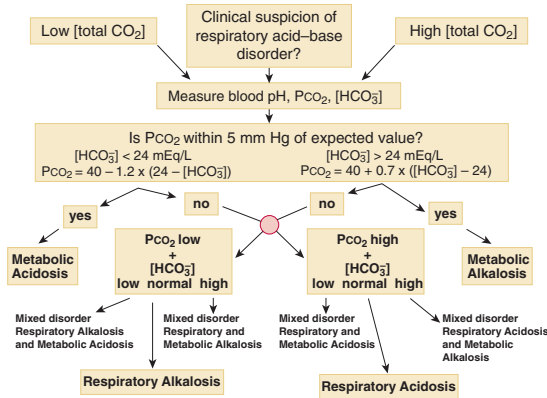 Low [total CO₂]
Clinical suspicion of
respiratory acid–base
disorder?
High [total CO₂]
Measure blood pH, PCO₂, [HCO₃⁻]
Is PCO₂ within 5 mm Hg of expected value?
[HCO₃⁻] < 24 mEq/L
PCO₂ = 40 – 1.2 x (24 – [HCO₃⁻])
[HCO₃⁻] > 24 mEq/L
PCO₂ = 40 + 0.7 x ([HCO₃⁻] – 24)
yes
no
no
yes
Metabolic
Acidosis
PCO₂ low
+
[HCO₃⁻]
low normal high
PCO₂ high
+
[HCO₃⁻]
low normal high
Metabolic
Alkalosis
Mixed disorder
Respiratory Alkalosis
and Metabolic Acidosis
Mixed disorder
Respiratory and
Metabolic Alkalosis
Mixed disorder
Respiratory and
Metabolic Acidosis
Mixed disorder
Respiratory Acidosis
and Metabolic
Alkalosis
Respiratory Alkalosis
Respiratory Acidosis